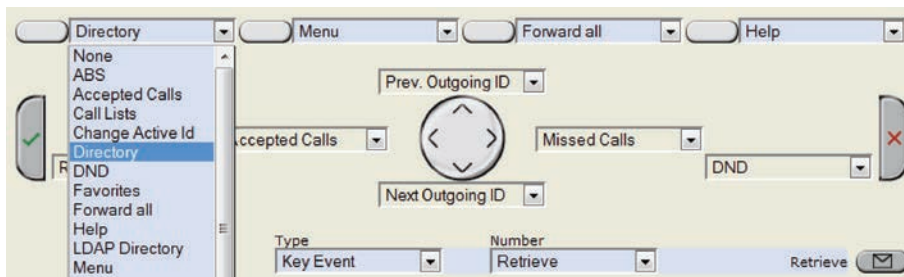 Directory Menu Forward all Help
None
ABS
Accepted Calls
Call Lists
Change Active Id
Directory
DND
Favorites
Forward all
Help
LDAP Directory
Menu
Prev. Outgoing ID
ccepted Calls Missed Calls
R DND
Next Outgoing ID
Type Number
Key Event Retrieve Retrieve